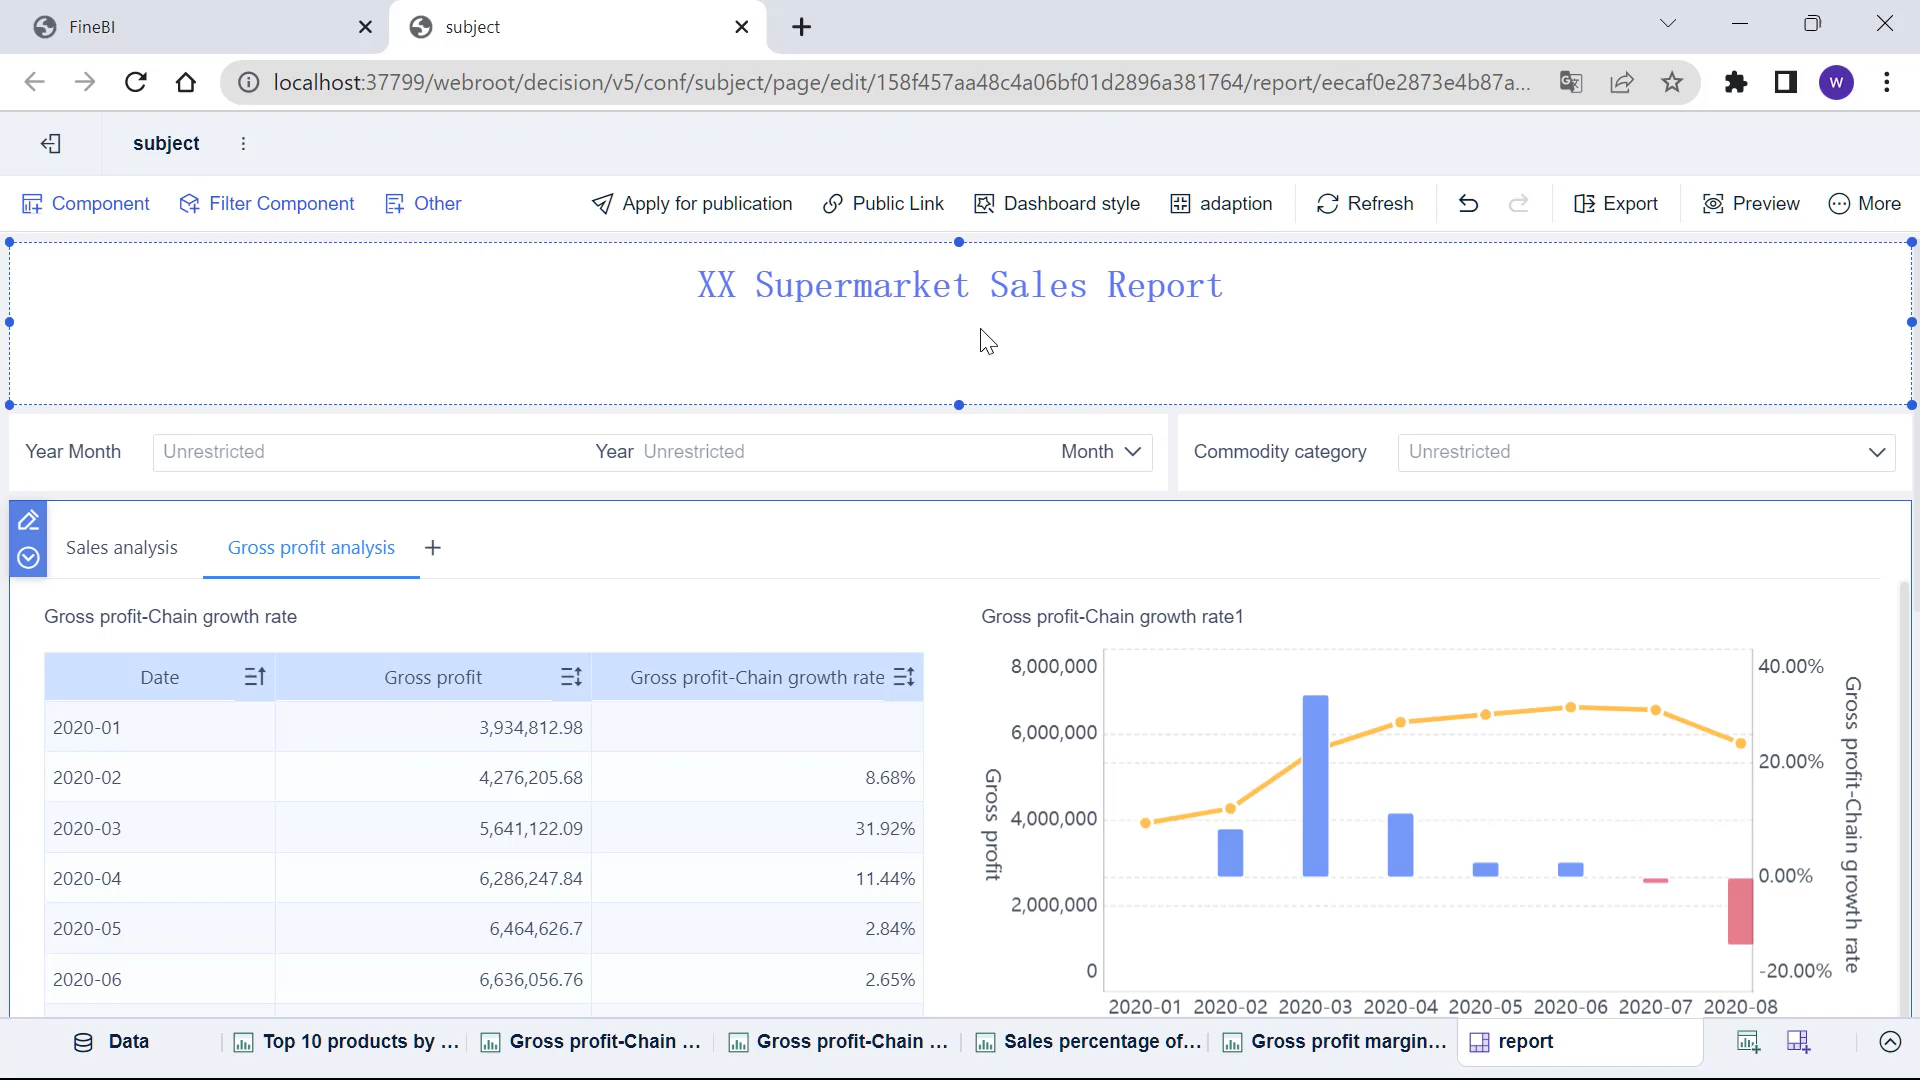 FineBI
subject
localhost:37799/webroot/decision/v5/conf/subject/page/edit/158f457aa48c4a06bf01d2896a381764/report/eecaf0e2873e4b87a...
W
subject
Component
Filter Component
Other
Apply for publication
Public Link
Dashboard style
adaption
Refresh
Export
Preview
More
XX Supermarket Sales Report
Year Month
Unrestricted
Year
Unrestricted
Month
Commodity category
Unrestricted
Sales analysis
Gross profit analysis
Gross profit-Chain growth rate
Date
Gross profit
Gross profit-Chain growth rate
2020-01
3,934,812.98
2020-02
4,276,205.68
8.68%
2020-03
5,641,122.09
31.92%
2020-04
6,286,247.84
11.44%
2020-05
6,464,626.7
2.84%
2020-06
6,636,056.76
2.65%
Gross profit-Chain growth rate1
Gross profit
8,000,000
6,000,000
4,000,000
2,000,000
0
40.00%
20.00%
0.00%
-20.00%
Gross profit-Chain growth rate
2020-01 2020-02 2020-03 2020-04 2020-05 2020-06 2020-07 2020-08
Data
Top 10 products by ...
Gross profit-Chain ...
Gross profit-Chain ...
Sales percentage of...
Gross profit margin...
report